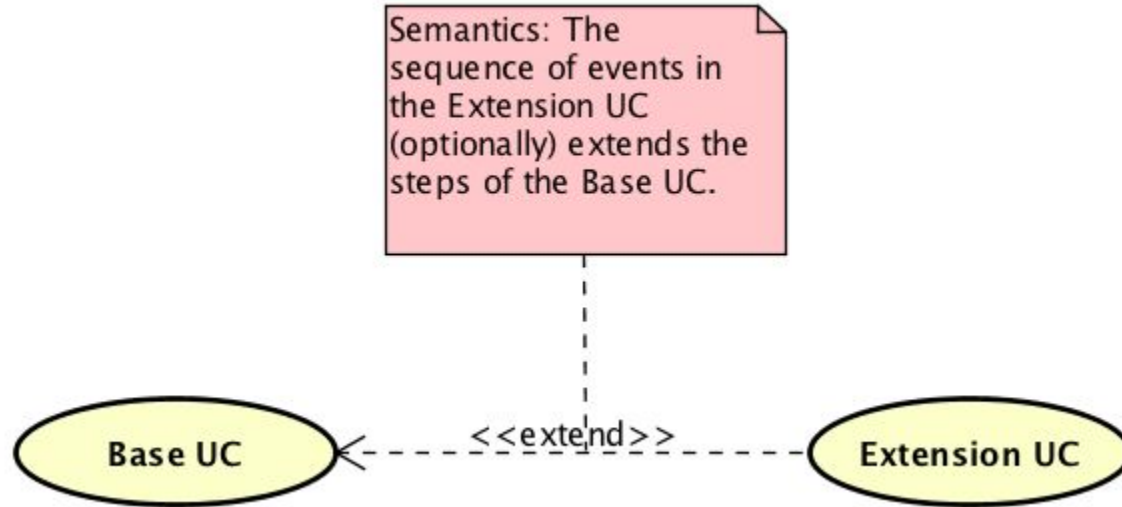 Semantics: The
sequence of events in
the Extension UC
(optionally) extends the
steps of the Base UC.
Base UC
<<extend>>
Extension UC